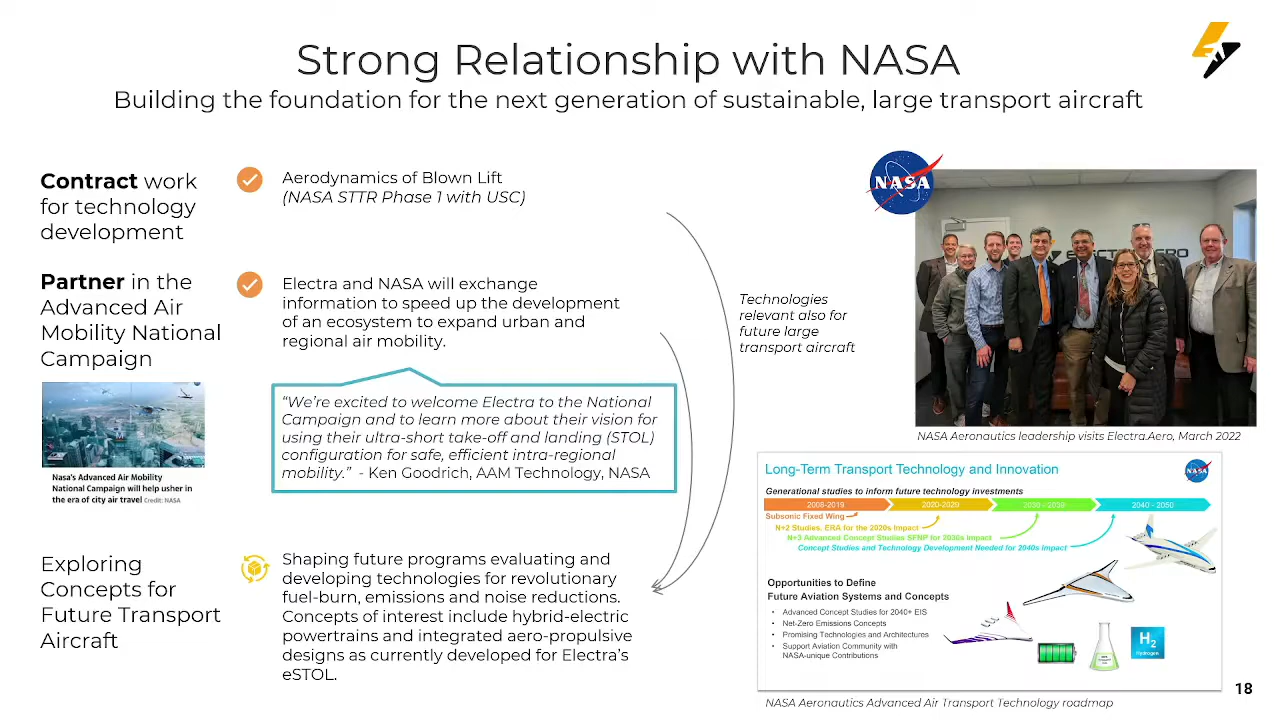 Strong Relationship with NASA
Building the foundation for the next generation of sustainable, large transport aircraft
Contract work
for technology
development
Aerodynamics of Blown Lift
(NASA STTR Phase 1 with USC)
Partner in the
Advanced Air
Mobility National
Campaign
Electra and NASA will exchange
information to speed up the development
of an ecosystem to expand urban and
regional air mobility.
Nasa's Advanced Air Mobility
National Campaign will help usher in
the era of city air travel Credit: NASA
“We’re excited to welcome Electra to the National
Campaign and to learn more about their vision for
using their ultra-short take-off and landing (STOL)
configuration for safe, efficient intra-regional
mobility.” - Ken Goodrich, AAM Technology, NASA
Exploring
Concepts for
Future Transport
Aircraft
Shaping future programs evaluating and
developing technologies for revolutionary
fuel-burn, emissions and noise reductions.
Concepts of interest include hybrid-electric
powertrains and integrated aero-propulsive
designs as currently developed for Electra’s
eSTOL.
Technologies
relevant also for
future large
transport aircraft
NASA
NASA Aeronautics leadership visits Electra.Aero, March 2022
Long-Term Transport Technology and Innovation
NASA
Generational studies to inform future technology investments
2009-2019
2020-2029
2030 - 2039
2040 - 2050
Subsonic Fixed Wing
N+2 Studies, ERA for the 2020s Impact
N+3 Advanced Concept Studies SFNP for 2030s Impact
Concept Studies and Technology Development Needed for 2040s Impact
Opportunities to Define
Future Aviation Systems and Concepts
• Advanced Concept Studies for 2040+ EIS
• Net-Zero Emissions Concepts
• Promising Technologies and Architectures
• Support Aviation Community with
NASA-unique Contributions
H2
Hydrogen
NASA Aeronautics Advanced Air Transport Technology roadmap
18